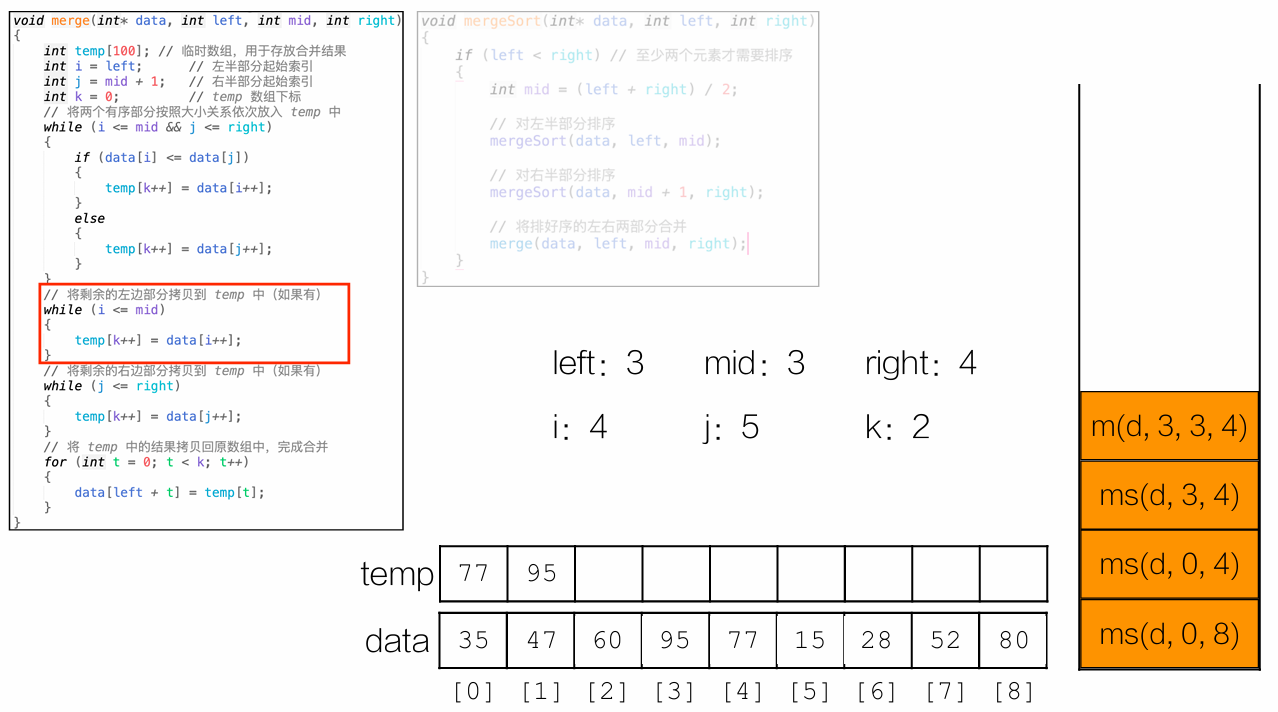 void merge(int* data, int left, int mid, int right)
{
    int temp[100]; // 临时数组，用于存放合并结果
    int i = left;      // 左半部分起始索引
    int j = mid + 1;   // 右半部分起始索引
    int k = 0;         // temp 数组下标
    // 将两个有序部分按照大小关系依次放入 temp 中
    while (i <= mid && j <= right)
    {
        if (data[i] <= data[j])
        {
            temp[k++] = data[i++];
        }
        else
        {
            temp[k++] = data[j++];
        }
    }
    // 将剩余的左边部分拷贝到 temp 中（如果有）
    while (i <= mid)
    {
        temp[k++] = data[i++];
    }
    // 将剩余的右边部分拷贝到 temp 中（如果有）
    while (j <= right)
    {
        temp[k++] = data[j++];
    }
    // 将 temp 中的结果拷贝回原数组中，完成合并
    for (int t = 0; t < k; t++)
    {
        data[left + t] = temp[t];
    }
}
void mergeSort(int* data, int left, int right)
{
    if (left < right) // 至少两个元素才需要排序
    {
        int mid = (left + right) / 2;
        // 对左半部分排序
        mergeSort(data, left, mid);
        // 对右半部分排序
        mergeSort(data, mid + 1, right);
        // 将排好序的左右两部分合并
        merge(data, left, mid, right);
    }
}
left：3 mid：3 right：4
i：4 j：5 k：2
m(d, 3, 3, 4)
ms(d, 3, 4)
ms(d, 0, 4)
ms(d, 0, 8)
temp 77 95
data 35 47 60 95 77 15 28 52 80
[0] [1] [2] [3] [4] [5] [6] [7] [8]